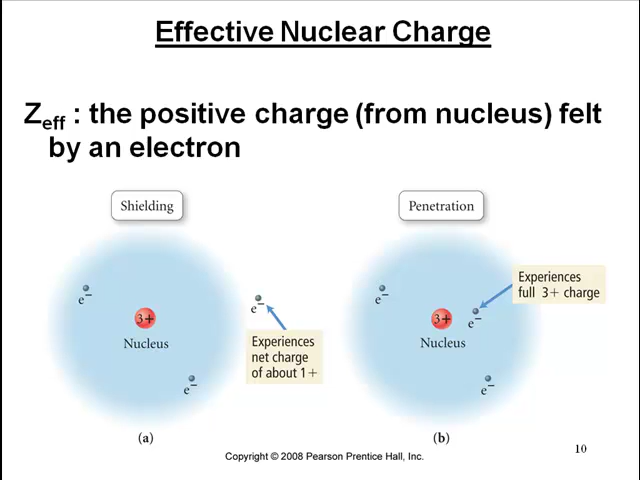 Effective Nuclear Charge
Zeff : the positive charge (from nucleus) felt
by an electron
Shielding
e−
3+
Nucleus
e−
e−
Experiences
net charge
of about 1+
(a)
Penetration
e−
3+
Nucleus
e−
e−
Experiences
full 3+ charge
(b)
10
Copyright © 2008 Pearson Prentice Hall, Inc.